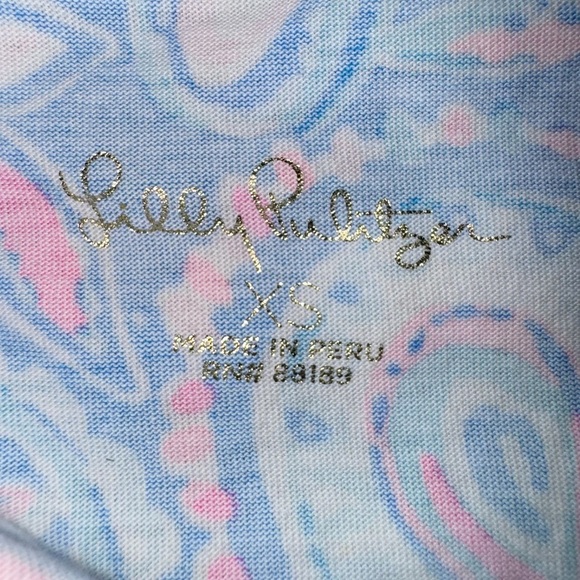 Lilly Pulitzer
XS
MADE IN PERU
RN# 88189